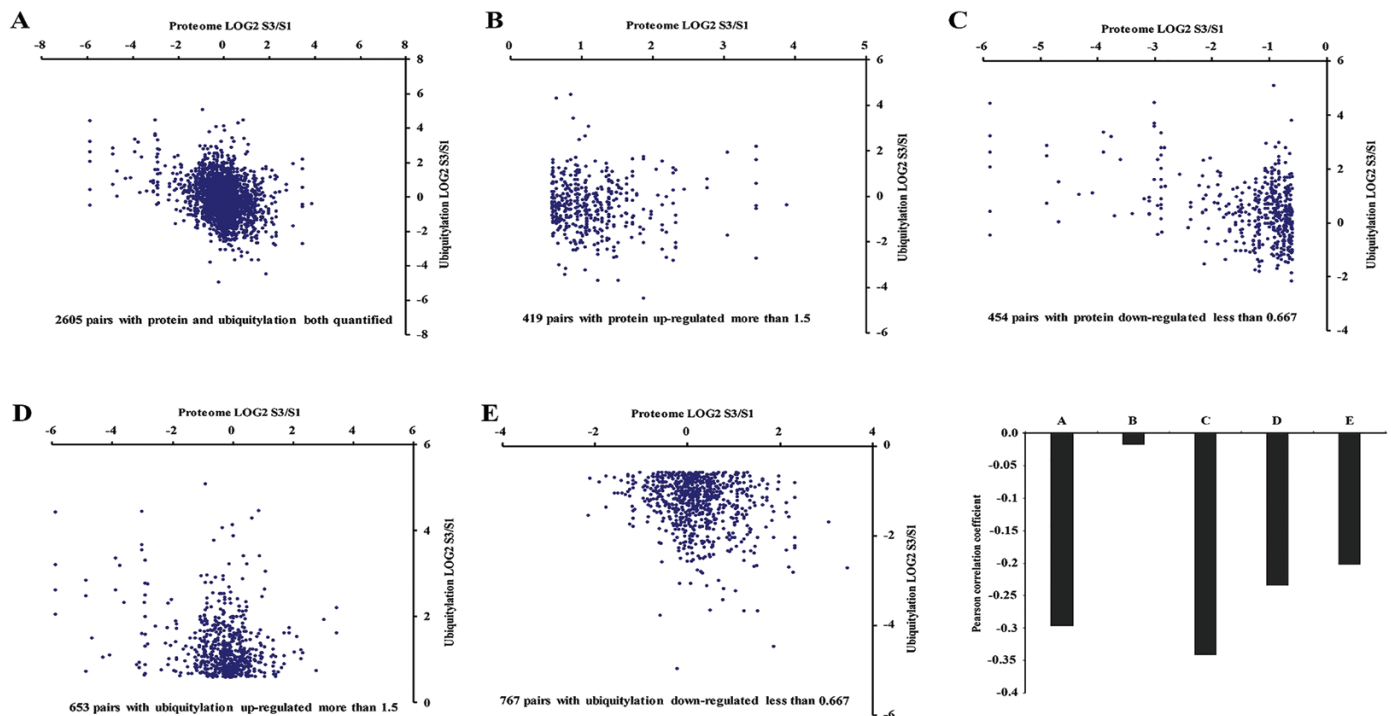 A
Proteome LOG2 S3/S1
-8 -6 -4 -2 0 2 4 6 8
8
6
4
2
0
-2
-4
-6
-8
Ubiquitylation LOG2 S3/S1
2605 pairs with protein and ubiquitylation both quantified
B
Proteome LOG2 S3/S1
0 1 2 3 4 5
6
4
2
0
-2
-4
-6
Ubiquitylation LOG2 S3/S1
419 pairs with protein up-regulated more than 1.5
C
Proteome LOG2 S3/S1
-6 -5 -4 -3 -2 -1 0
6
4
2
0
-2
-4
Ubiquitylation LOG2 S3/S1
454 pairs with protein down-regulated less than 0.667
D
Proteome LOG2 S3/S1
-6 -4 -2 0 2 4 6
6
4
2
0
Ubiquitylation LOG2 S3/S1
653 pairs with ubiquitylation up-regulated more than 1.5
E
Proteome LOG2 S3/S1
-4 -2 0 2 4
0
-2
-4
-6
Ubiquitylation LOG2 S3/S1
767 pairs with ubiquitylation down-regulated less than 0.667
A B C D E
0.0
-0.05
-0.1
-0.15
-0.2
-0.25
-0.3
-0.35
-0.4
Pearson correlation coefficient